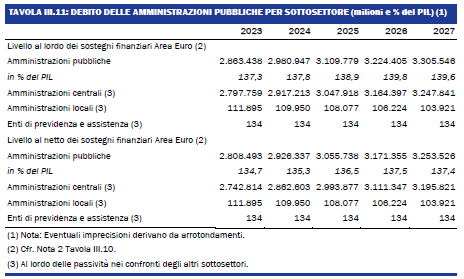 TAVOLA III.11: DEBITO DELLE AMMINISTRAZIONI PUBBLICHE PER SOTTOSETTORE (milioni e % del PIL) (1)
2023 2024 2025 2026 2027
Livello al lordo dei sostegni finanziari Area Euro (2)
Amministrazioni pubbliche 2.863.438 2.980.947 3.109.779 3.224.405 3.305.546
in % del PIL 137,3 137,8 138,9 139,8 139,6
Amministrazioni centrali (3) 2.797.759 2.917.213 3.047.918 3.164.397 3.247.841
Amministrazioni locali (3) 111.895 109.950 108.077 106.224 103.921
Enti di previdenza e assistenza (3) 134 134 134 134 134
Livello al netto dei sostegni finanziari Area Euro (2)
Amministrazioni pubbliche 2.808.493 2.926.337 3.055.738 3.171.355 3.253.526
in % del PIL 134,7 135,3 136,5 137,5 137,4
Amministrazioni centrali (3) 2.742.814 2.862.603 2.993.877 3.111.347 3.195.821
Amministrazioni locali (3) 111.895 109.950 108.077 106.224 103.921
Enti di previdenza e assistenza (3) 134 134 134 134 134
(1) Nota: Eventuali imprecisioni derivano da arrotondamenti.
(2) Cfr. Nota 2 Tavola III.10.
(3) Al lordo delle passività nei confronti degli altri sottosettori.